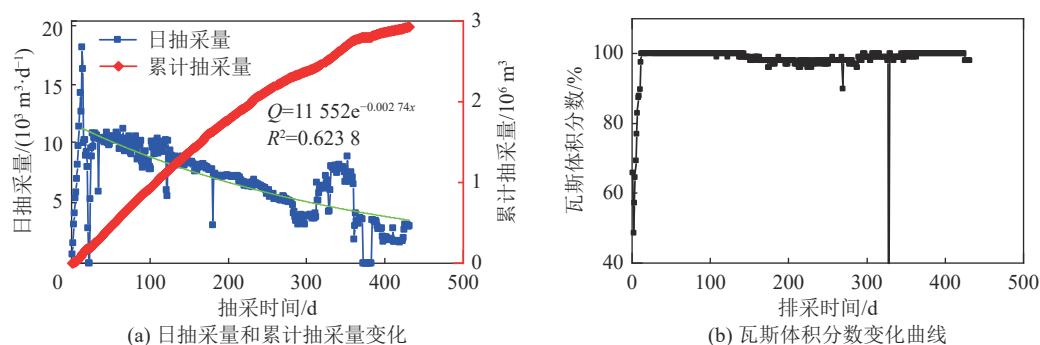 20
15
10
5
0
日抽采量/(10³ m³·d⁻¹)
日抽采量
累计抽采量
Q=11 552e⁻⁰·⁰⁰² ⁷⁴ˣ
R²=0.623 8
3
2
1
0
累计抽采量/10⁶ m³
0 100 200 300 400 500
抽采时间/d
(a) 日抽采量和累计抽采量变化
120
100
80
60
40
瓦斯体积分数/%
0 100 200 300 400 500
排采时间/d
(b) 瓦斯体积分数变化曲线